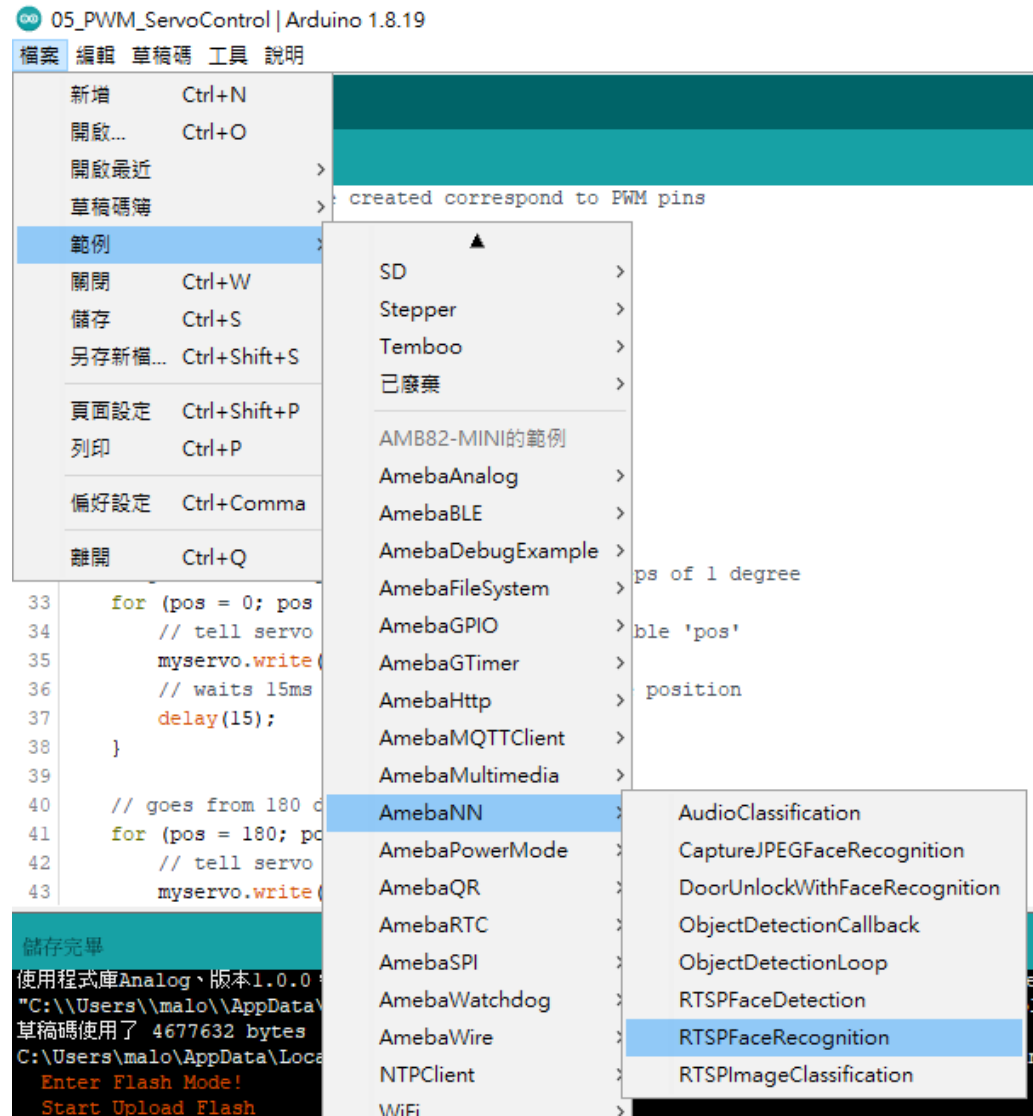 05_PWM_ServoControl | Arduino 1.8.19
檔案 編輯 草稿碼 工具 說明
新增 Ctrl+N
開啟... Ctrl+O
開啟最近
草稿碼簿
範例
關閉 Ctrl+W
儲存 Ctrl+S
另存新檔... Ctrl+Shift+S
頁面設定 Ctrl+Shift+P
列印 Ctrl+P
偏好設定 Ctrl+Comma
離開 Ctrl+Q
created correspond to PWM pins
SD
Stepper
Temboo
已廢棄
AMB82-MINI的範例
AmebaAnalog
AmebaBLE
AmebaDebugExample
AmebaFileSystem
AmebaGPIO
AmebaGTimer
AmebaHttp
AmebaMQTTClient
AmebaMultimedia
AmebaNN
AmebaPowerMode
AmebaQR
AmebaRTC
AmebaSPI
AmebaWatchdog
AmebaWire
NTPClient
WiFi
AudioClassification
CaptureJPEGFaceRecognition
DoorUnlockWithFaceRecognition
ObjectDetectionCallback
ObjectDetectionLoop
RTSPFaceDetection
RTSPFaceRecognition
RTSPImageClassification
ps of 1 degree
33 for (pos = 0; pos
34 // tell servo ble 'pos'
35 myservo.write(
36 // waits 15ms position
37 delay(15);
38 }
39
40 // goes from 180 d
41 for (pos = 180; po
42 // tell servo
43 myservo.write(
儲存完畢
使用程式庫Analog、版本1.0.0
"C:\\Users\\malo\\AppData\
草稿碼使用了 4677632 bytes
C:\Users\malo\AppData\Loca
Enter Flash Mode!
Start Upload Flash